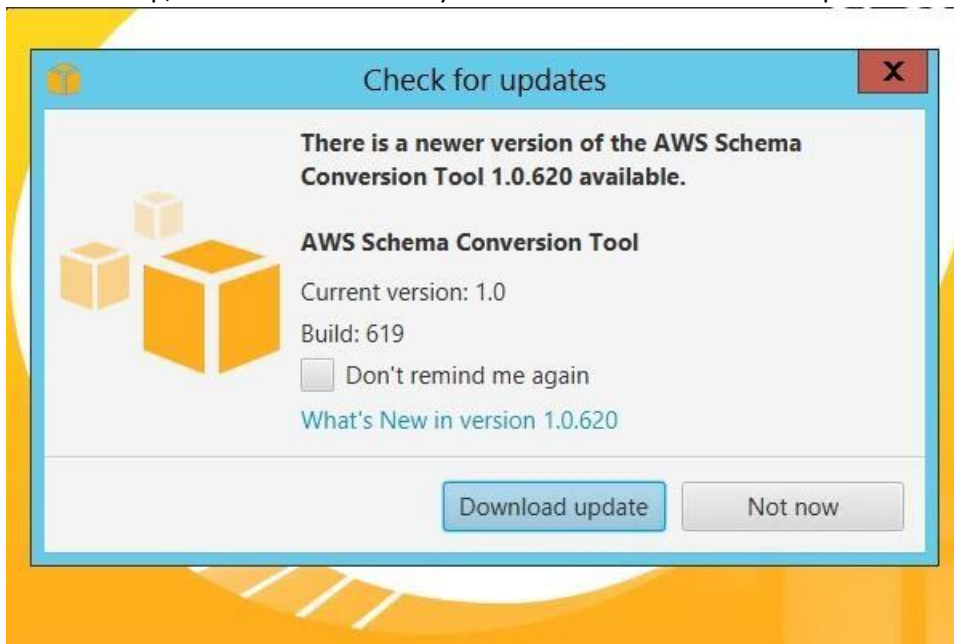 Check for updates
X
There is a newer version of the AWS Schema
Conversion Tool 1.0.620 available.
AWS Schema Conversion Tool
Current version: 1.0
Build: 619
Don't remind me again
What's New in version 1.0.620
Download update
Not now